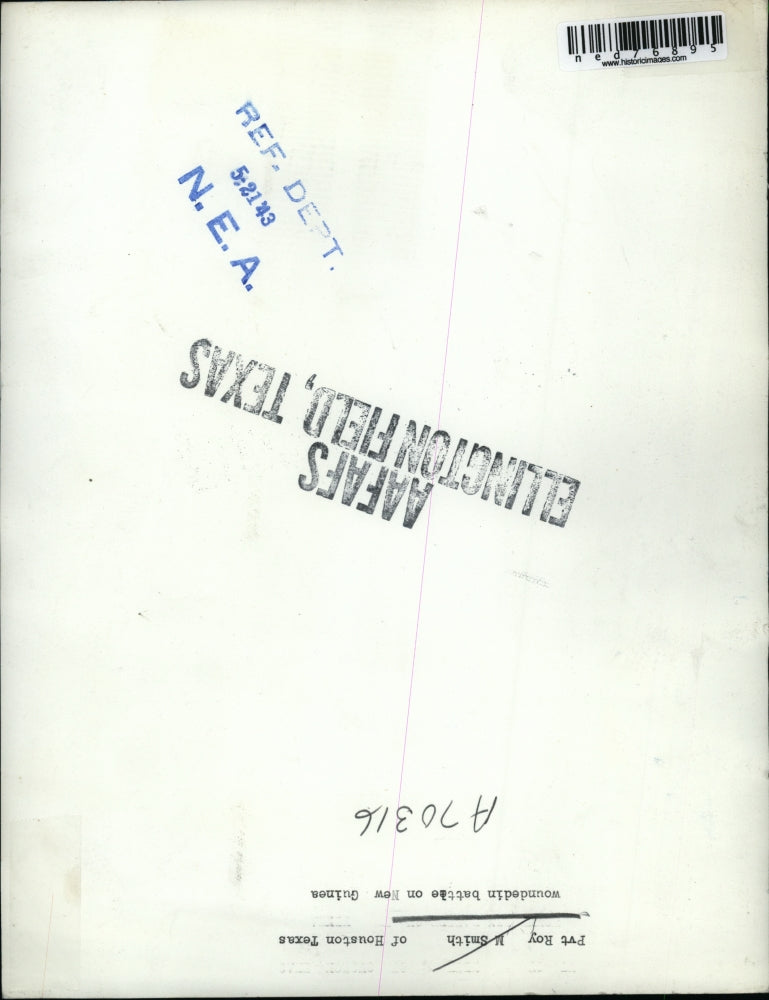 ned76895
www.historicimages.com
REF. DEPT.
5·21'43
N. E. A.
AAFAFS
ELLINGTON FIELD, TEXAS
A70316
Pvt Roy M Smith of Houston Texas
woundedin battle on New Guinea